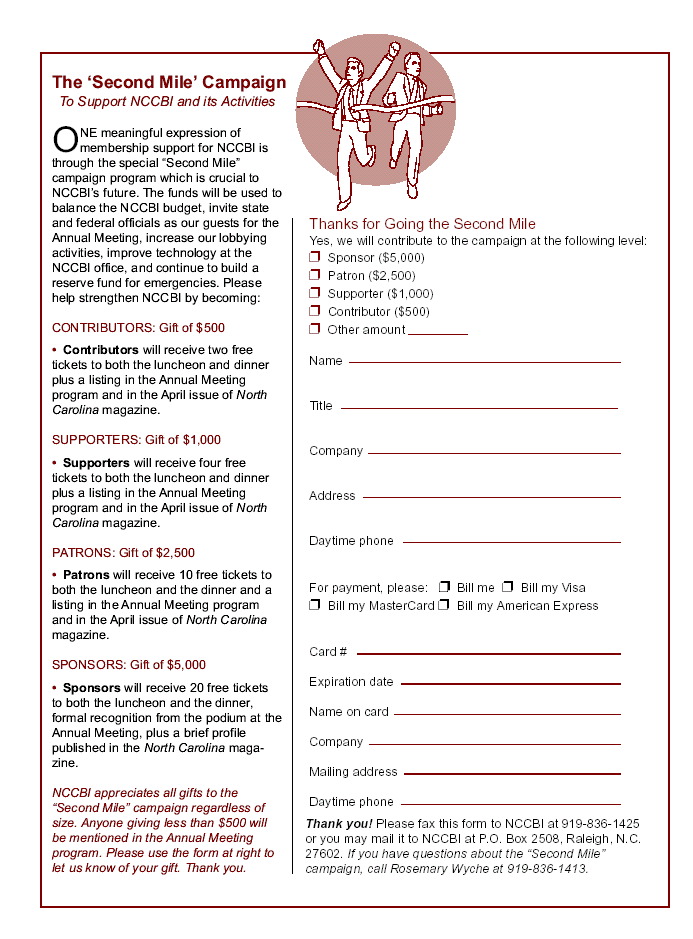 The ‘Second Mile’ Campaign
To Support NCCBI and its Activities
ONE meaningful expression of
membership support for NCCBI is
through the special “Second Mile”
campaign program which is crucial to
NCCBI’s future. The funds will be used to
balance the NCCBI budget, invite state
and federal officials as our guests for the
Annual Meeting, increase our lobbying
activities, improve technology at the
NCCBI office, and continue to build a
reserve fund for emergencies. Please
help strengthen NCCBI by becoming:
CONTRIBUTORS: Gift of $500
• Contributors will receive two free
tickets to both the luncheon and dinner
plus a listing in the Annual Meeting
program and in the April issue of North
Carolina magazine.
SUPPORTERS: Gift of $1,000
• Supporters will receive four free
tickets to both the luncheon and dinner
plus a listing in the Annual Meeting
program and in the April issue of North
Carolina magazine.
PATRONS: Gift of $2,500
• Patrons will receive 10 free tickets to
both the luncheon and the dinner and a
listing in the Annual Meeting program
and in the April issue of North Carolina
magazine.
SPONSORS: Gift of $5,000
• Sponsors will receive 20 free tickets
to both the luncheon and the dinner,
formal recognition from the podium at the
Annual Meeting, plus a brief profile
published in the North Carolina maga-
zine.
NCCBI appreciates all gifts to the
“Second Mile” campaign regardless of
size. Anyone giving less than $500 will
be mentioned in the Annual Meeting
program. Please use the form at right to
let us know of your gift. Thank you.
Thanks for Going the Second Mile
Yes, we will contribute to the campaign at the following level:
❒ Sponsor ($5,000)
❒ Patron ($2,500)
❒ Supporter ($1,000)
❒ Contributor ($500)
❒ Other amount
Name
Title
Company
Address
Daytime phone
For payment, please: ❒ Bill me ❒ Bill my Visa
❒ Bill my MasterCard ❒ Bill my American Express
Card #
Expiration date
Name on card
Company
Mailing address
Daytime phone
Thank you! Please fax this form to NCCBI at 919-836-1425
or you may mail it to NCCBI at P.O. Box 2508, Raleigh, N.C.
27602. If you have questions about the “Second Mile”
campaign, call Rosemary Wyche at 919-836-1413.